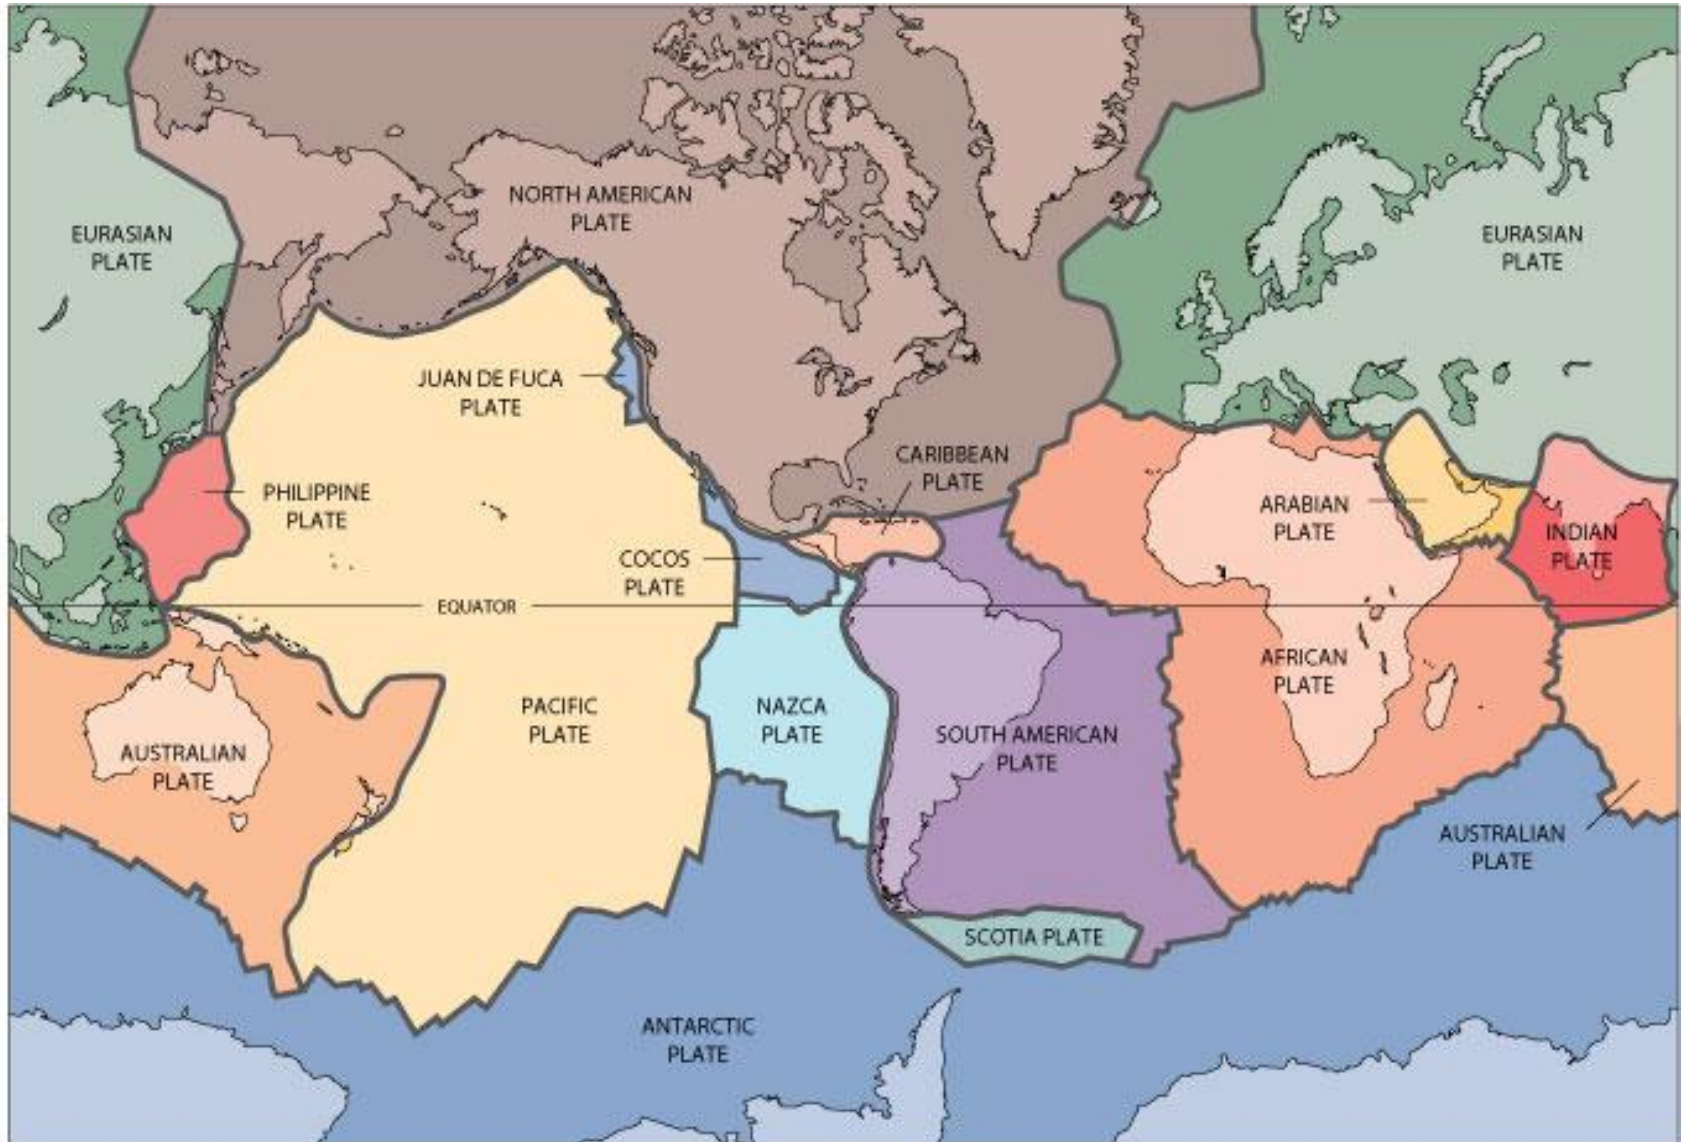 NORTH AMERICAN
PLATE
EURASIAN
PLATE
EURASIAN
PLATE
JUAN DE FUCA
PLATE
CARIBBEAN
PLATE
PHILIPPINE
PLATE
ARABIAN
PLATE
INDIAN
PLATE
COCOS
PLATE
EQUATOR
AFRICAN
PLATE
PACIFIC
PLATE
NAZCA
PLATE
SOUTH AMERICAN
PLATE
AUSTRALIAN
PLATE
AUSTRALIAN
PLATE
SCOTIA PLATE
ANTARCTIC
PLATE